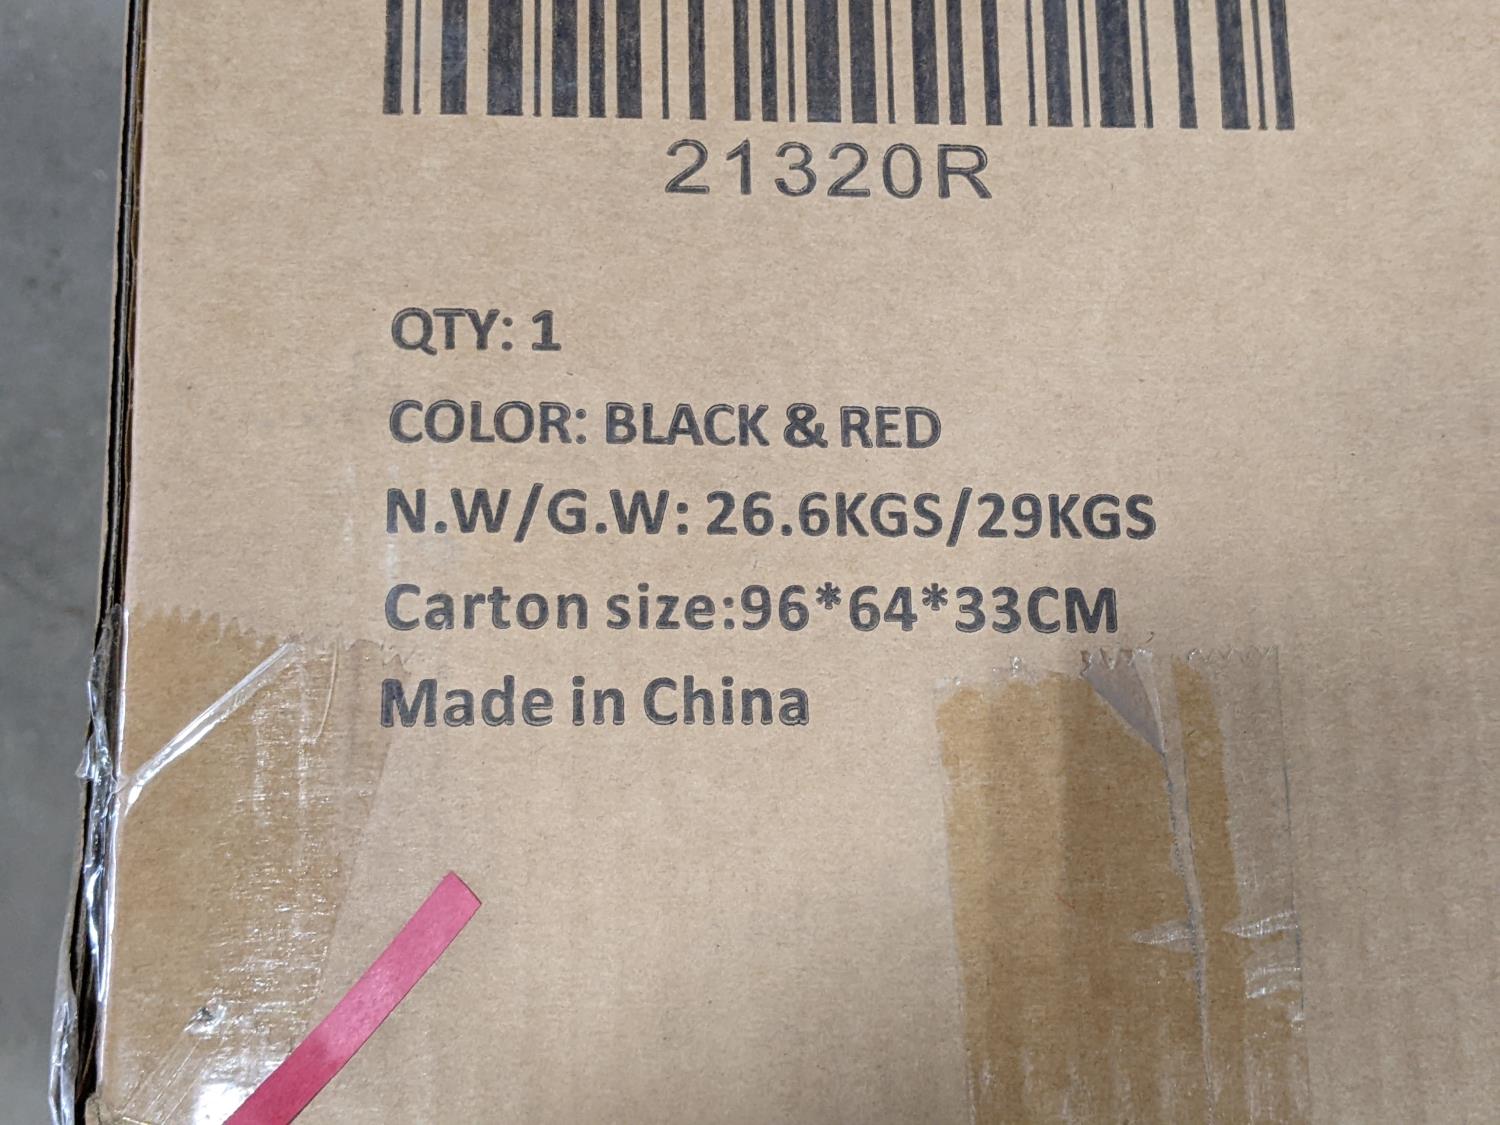 21320R
QTY: 1
COLOR: BLACK & RED
N.W/G.W: 26.6KGS/29KGS
Carton size:96*64*33CM
Made in China